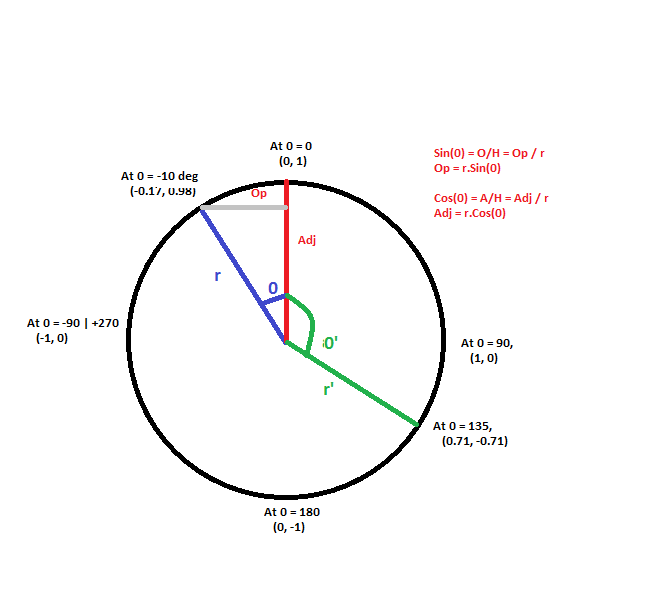 At 0 = 0
(0, 1)
Sin(0) = O/H = Op / r
Op = r.Sin(0)
Cos(0) = A/H = Adj / r
Adj = r.Cos(0)
At 0 = -10 deg
(-0.17, 0.98)
Op
Adj
r
0
0'
r'
At 0 = -90 | +270
(-1, 0)
At 0 = 90,
(1, 0)
At 0 = 135,
(0.71, -0.71)
At 0 = 180
(0, -1)